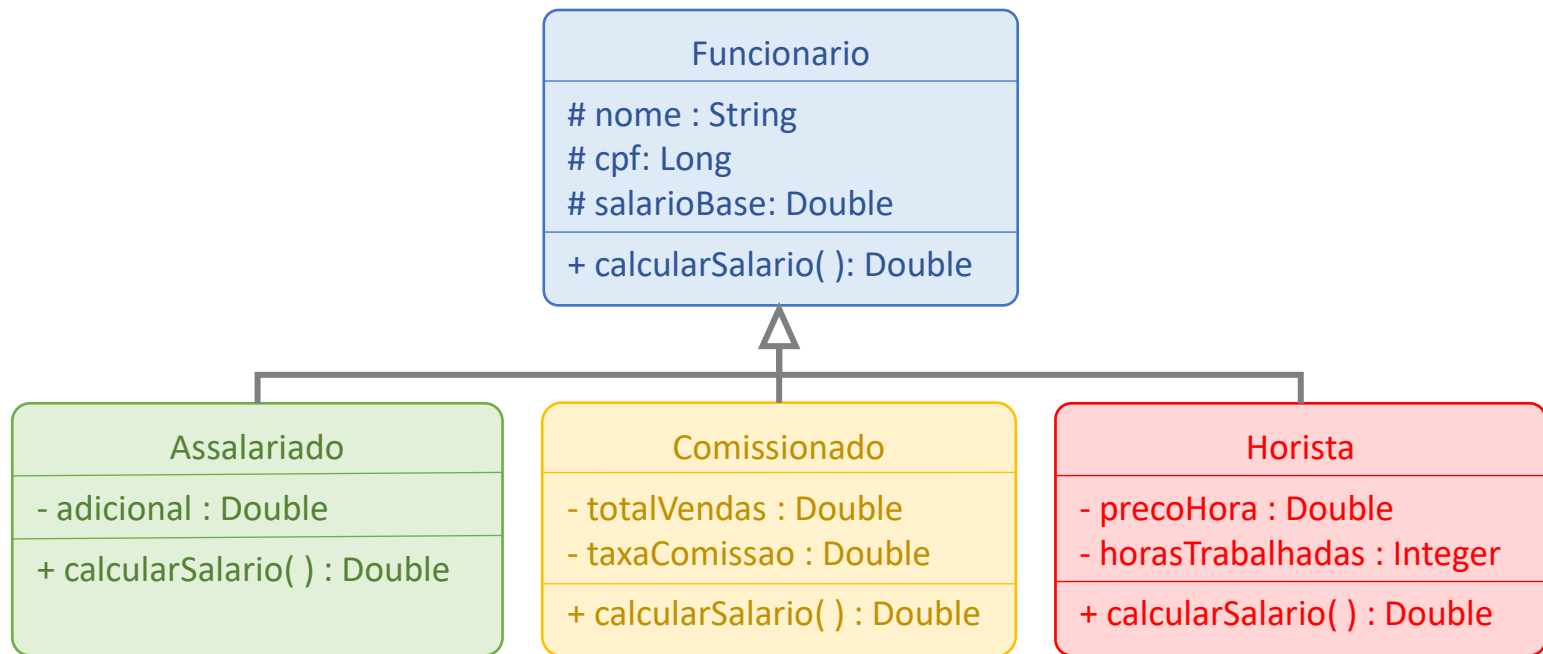 Funcionario
# nome : String
# cpf: Long
# salarioBase: Double
+ calcularSalario( ): Double
Assalariado
- adicional : Double
+ calcularSalario( ) : Double
Comissionado
- totalVendas : Double
- taxaComissao : Double
+ calcularSalario( ) : Double
Horista
- precoHora : Double
- horasTrabalhadas : Integer
+ calcularSalario( ) : Double